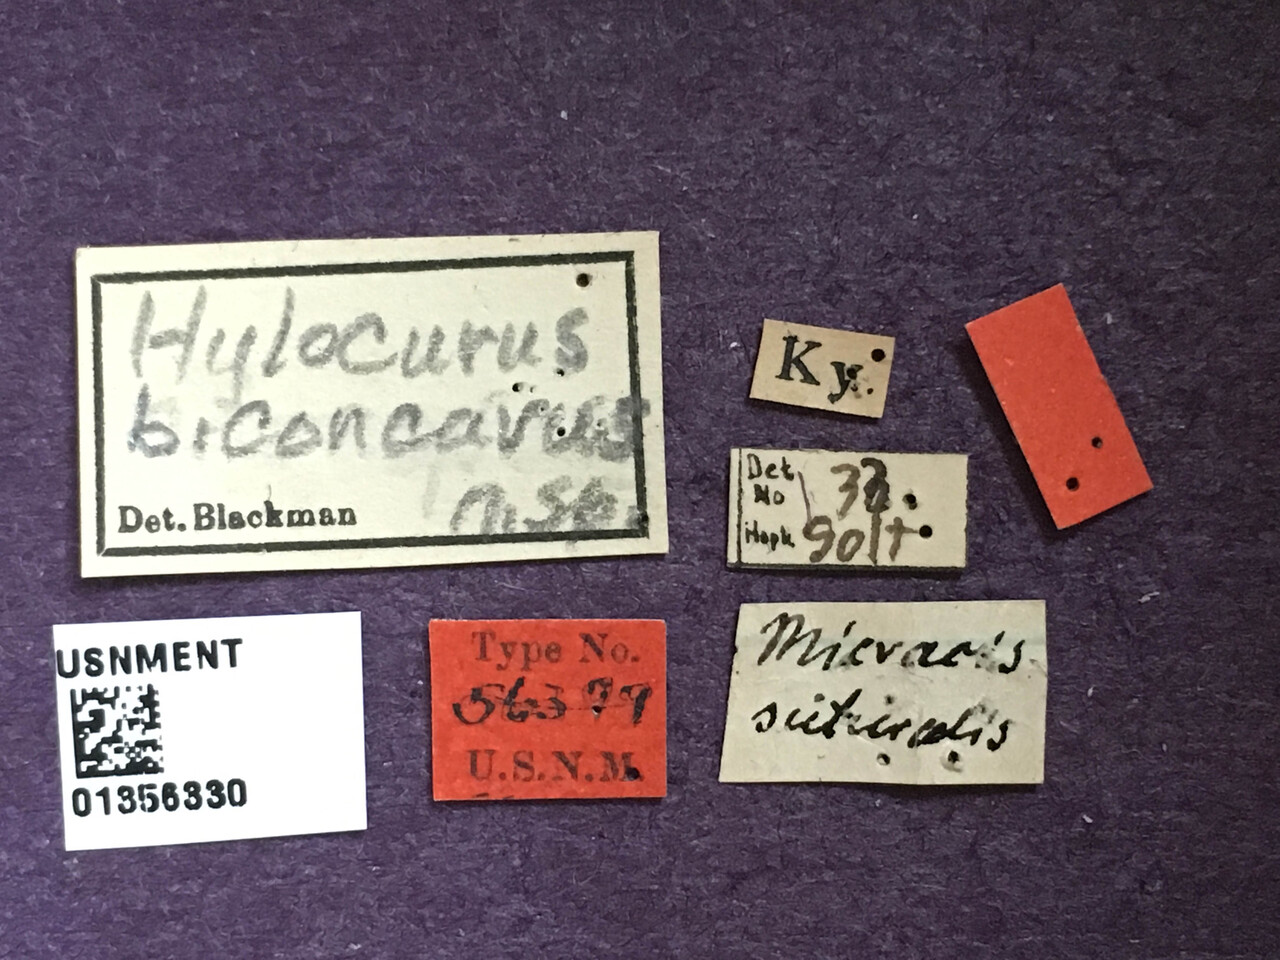 Hylocurus
biconcavus
n.sp.
Det. Blackman
Ky.
Det
No
Hopk
USNMENT
01356330
Type No.
56379
U.S.N.M.
Micracis
suturalis